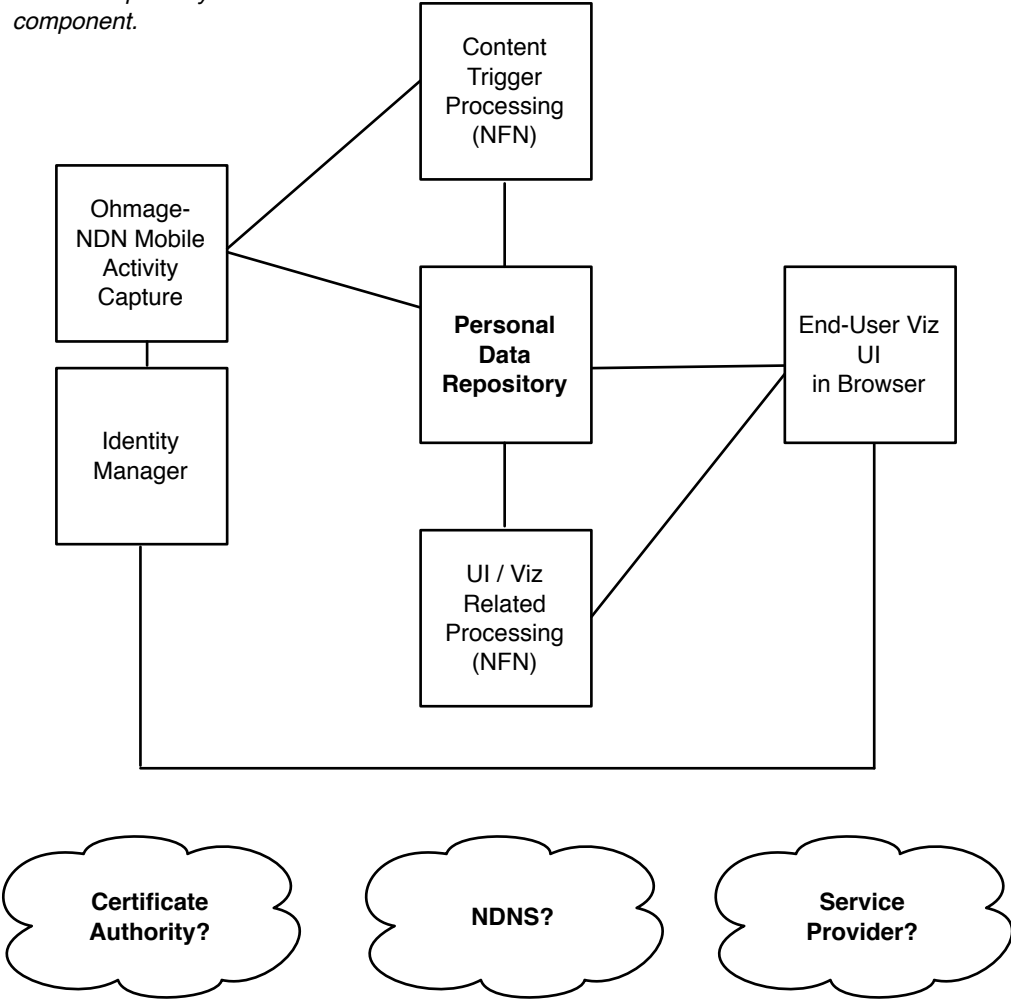 component.
Content
Trigger
Processing
(NFN)
Ohmage-
NDN Mobile
Activity
Capture
Personal
Data
Repository
End-User Viz
UI
in Browser
Identity
Manager
UI / Viz
Related
Processing
(NFN)
Certificate
Authority?
NDNS?
Service
Provider?